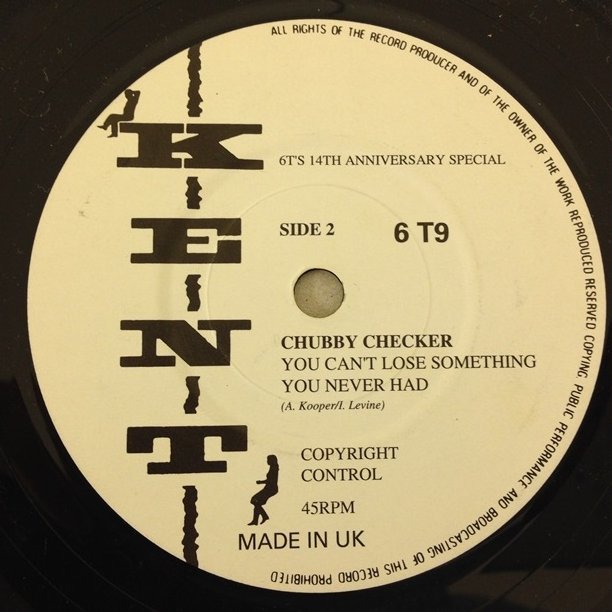 ALL RIGHTS OF THE RECORD PRODUCER AND OF THE OWNER OF THE WORK REPRODUCED RESERVED COPYING PUBLIC PERFORMANCE AND BROADCASTING OF THIS RECORD PROHIBITED
KENT
6T'S 14TH ANNIVERSARY SPECIAL
SIDE 2 6 T9
CHUBBY CHECKER
YOU CAN'T LOSE SOMETHING
YOU NEVER HAD
(A. Kooper/I. Levine)
COPYRIGHT
CONTROL
45RPM
MADE IN UK